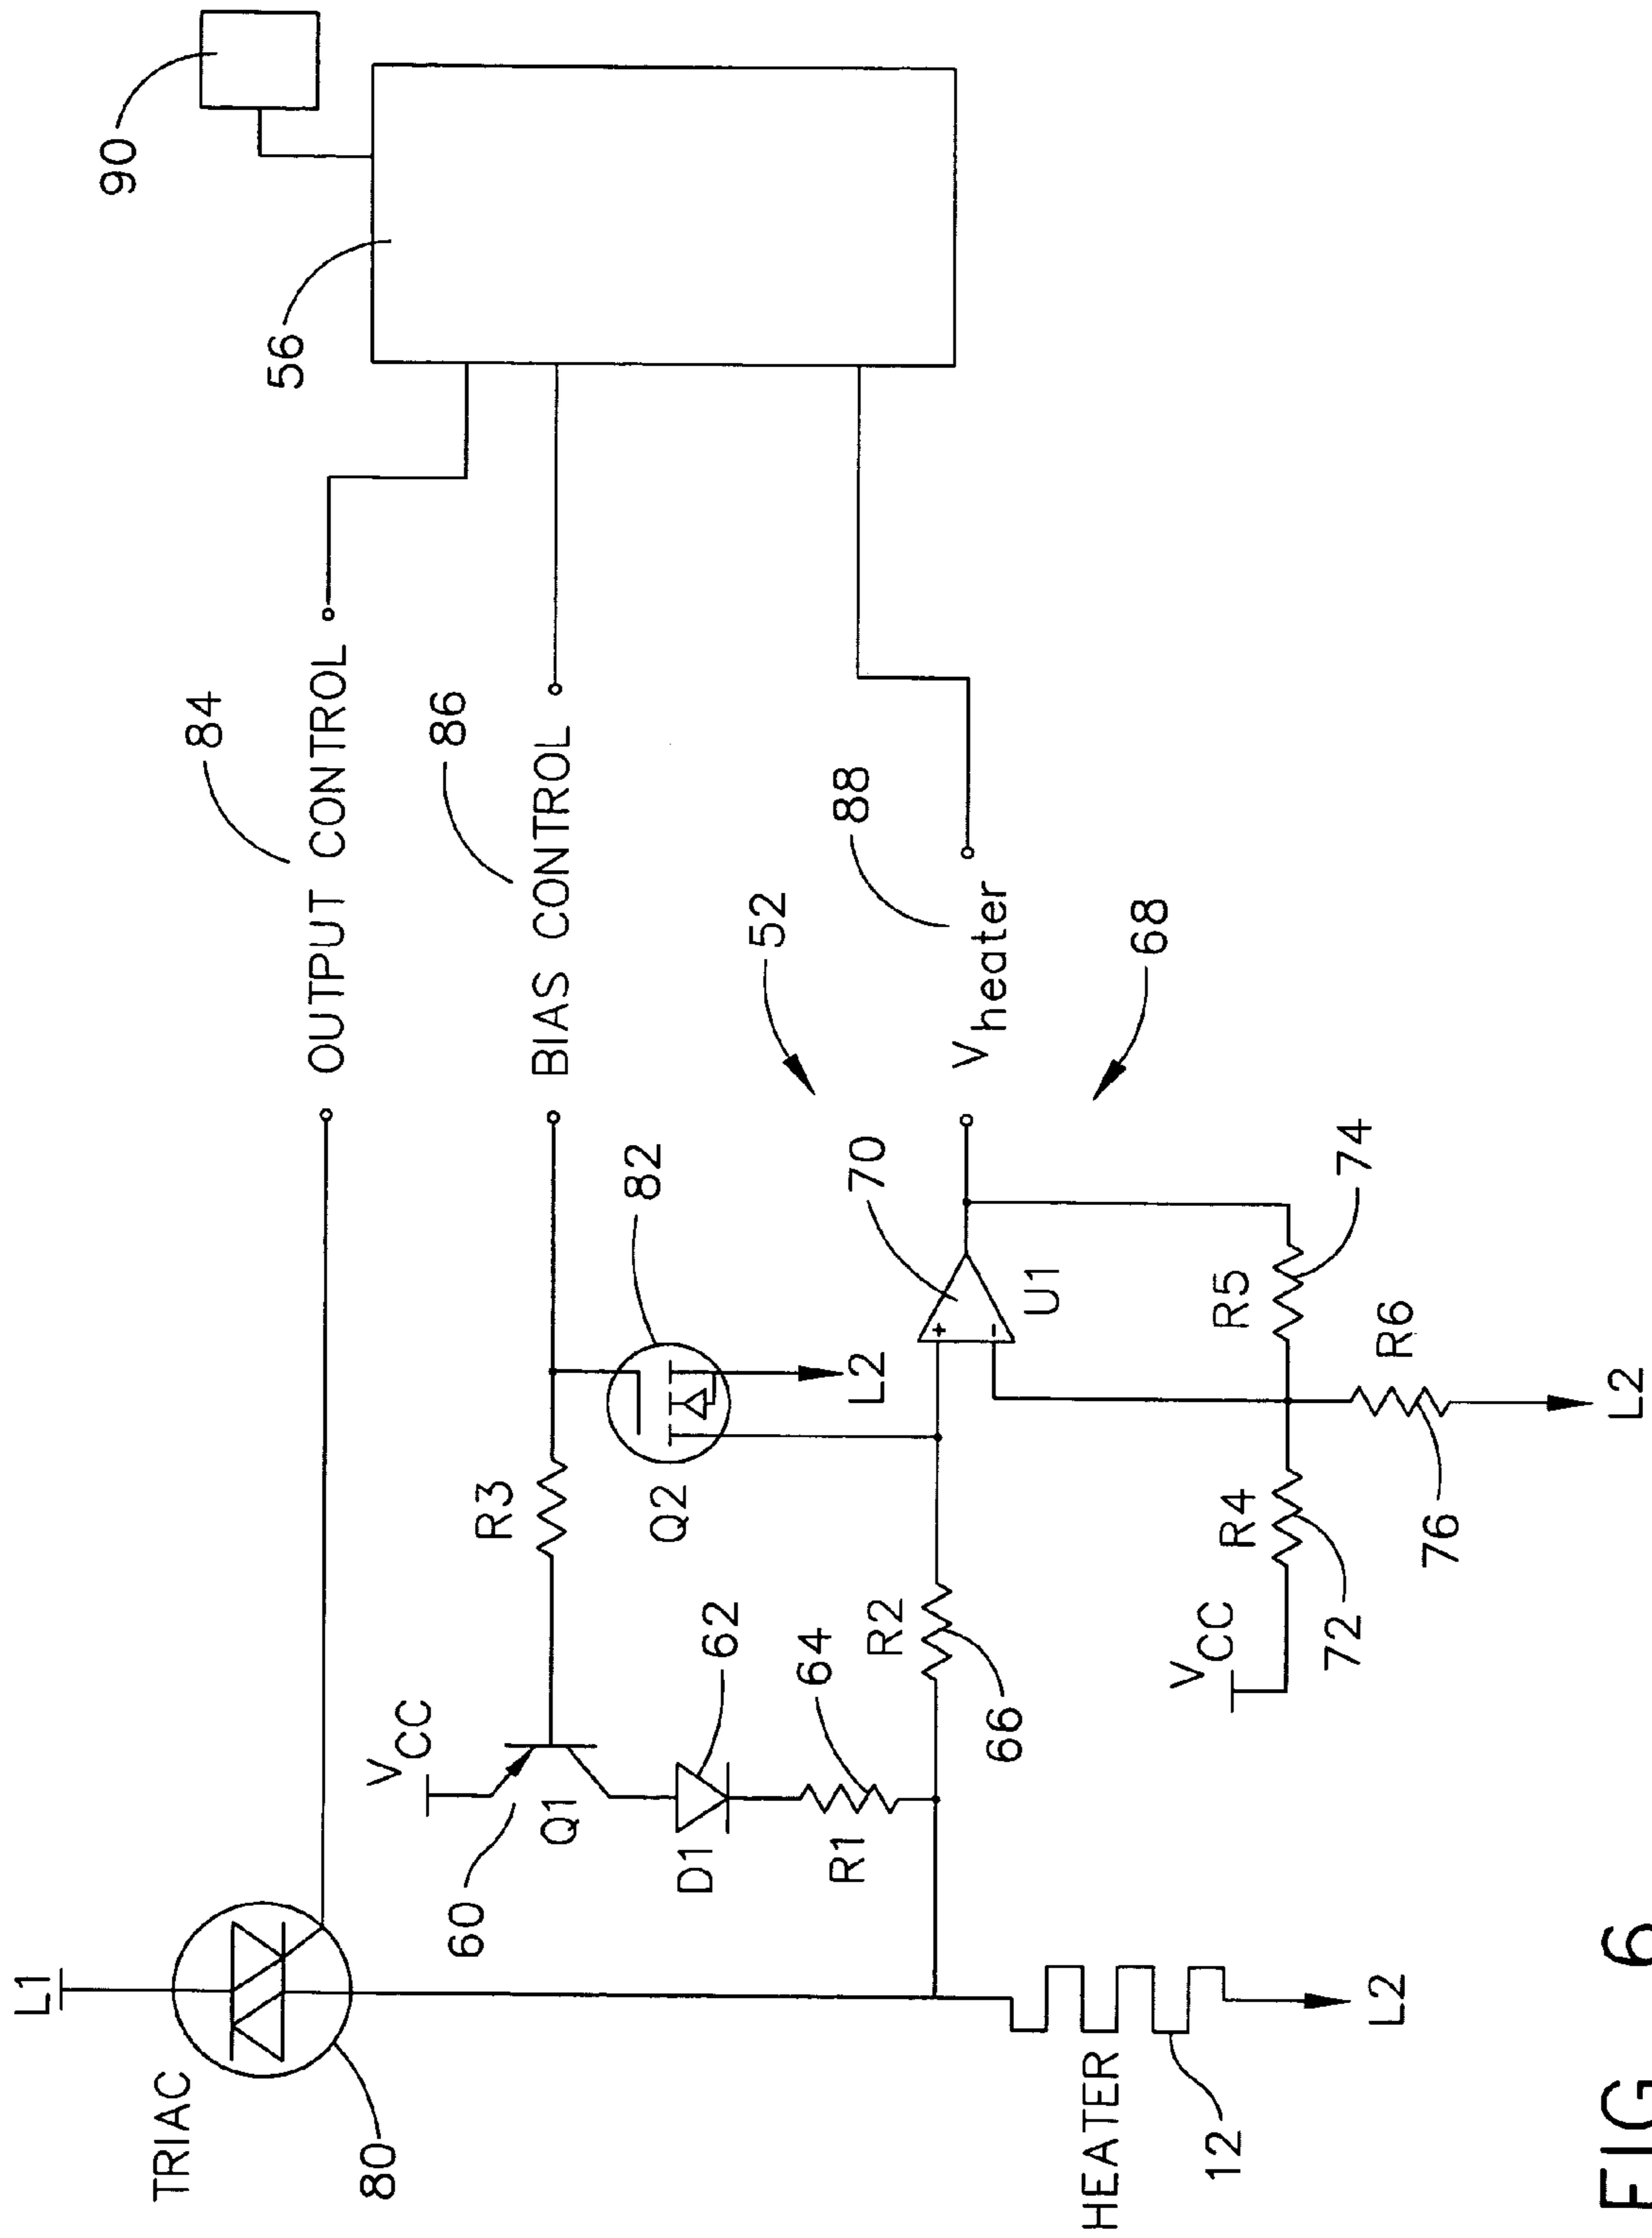 L1
TRIAC
80
OUTPUT CONTROL
84
90
56
VCC
60
Q1
R3
BIAS CONTROL
86
Q2
82
L2
D1
62
R1
64
R2
66
52
70
U1
Vheater
88
68
HEATER
12
L2
VCC
R4
72
R5
74
R6
76
L2
FIG. 6